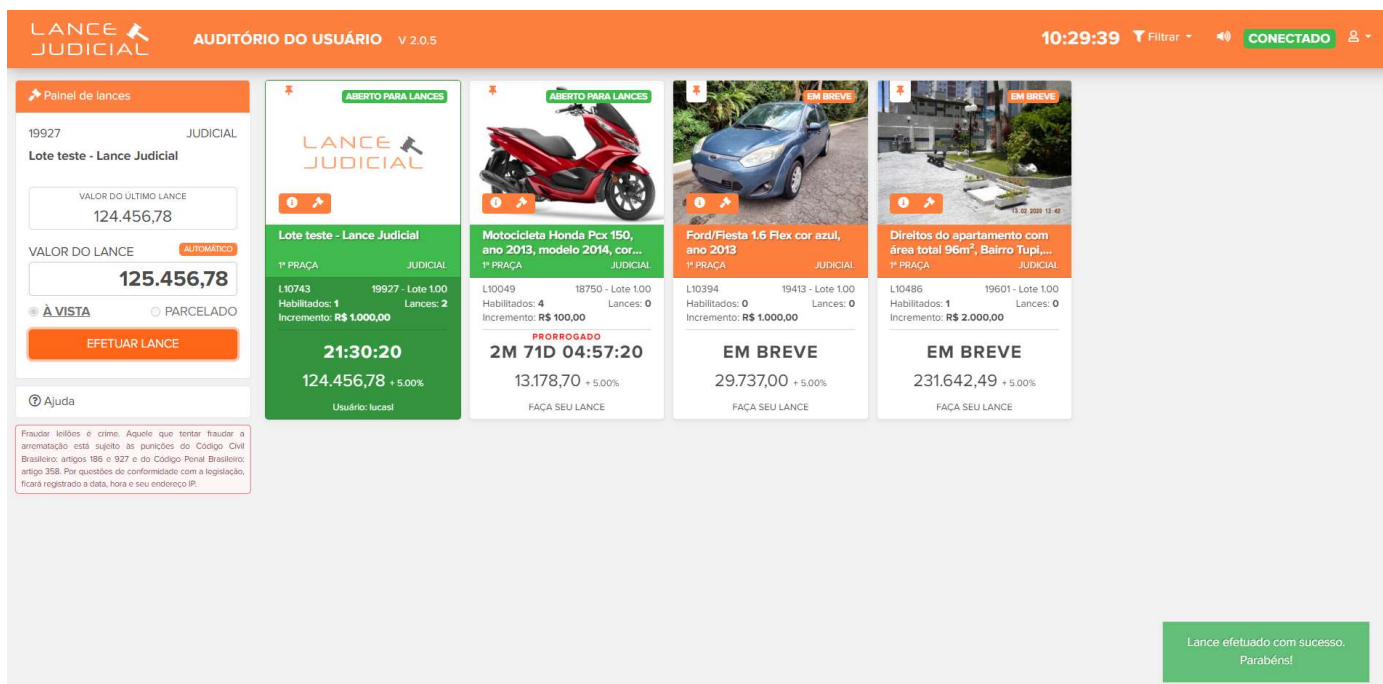 LANCE
JUDICIAL
AUDITÓRIO DO USUÁRIO V 2.0.5
10:29:39 Filtrar CONECTADO
Painel de lances
19927 JUDICIAL
Lote teste - Lance Judicial
VALOR DO ÚLTIMO LANCE
124.456,78
VALOR DO LANCE AUTOMÁTICO
125.456,78
À VISTA PARCELADO
EFETUAR LANCE
Ajuda
Fraudar leilões é crime. Aquele que tentar fraudar a
arrematação está sujeito às punições do Código Civil
Brasileiro: artigos 186 e 927 e do Código Penal Brasileiro:
artigo 358. Por questões de conformidade com a legislação,
ficará registrado a data, hora e seu endereço IP.
ABERTO PARA LANCES
LANCE
JUDICIAL
Lote teste - Lance Judicial
1ª PRAÇA JUDICIAL
L10743 19927 - Lote 1.00
Habilitados: 1 Lances: 2
Incremento: R$ 1.000,00
21:30:20
124.456,78 + 5.00%
Usuário: lucasl
ABERTO PARA LANCES
Motocicleta Honda Pcx 150,
ano 2013, modelo 2014, cor...
1ª PRAÇA JUDICIAL
L10049 18750 - Lote 1.00
Habilitados: 4 Lances: 0
Incremento: R$ 100,00
PRORROGADO
2M 71D 04:57:20
13.178,70 + 5.00%
FAÇA SEU LANCE
EM BREVE
Ford/Fiesta 1.6 Flex cor azul,
ano 2013
1ª PRAÇA JUDICIAL
L10394 19413 - Lote 1.00
Habilitados: 0 Lances: 0
Incremento: R$ 1.000,00
EM BREVE
29.737,00 + 5.00%
FAÇA SEU LANCE
EM BREVE
13 02 2020 13:42
Direitos do apartamento com
área total 96m², Bairro Tupi,...
1ª PRAÇA JUDICIAL
L10486 19601 - Lote 1.00
Habilitados: 1 Lances: 0
Incremento: R$ 2.000,00
EM BREVE
231.642,49 + 5.00%
FAÇA SEU LANCE
Lance efetuado com sucesso.
Parabéns!